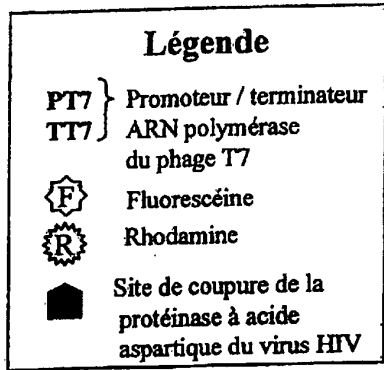 Légende
PT7 } Promoteur / terminateur
TT7 ARN polymérase
du phage T7
F Fluorescéine
R Rhodamine
Site de coupure de la
protéinase à acide
aspartique du virus HIV